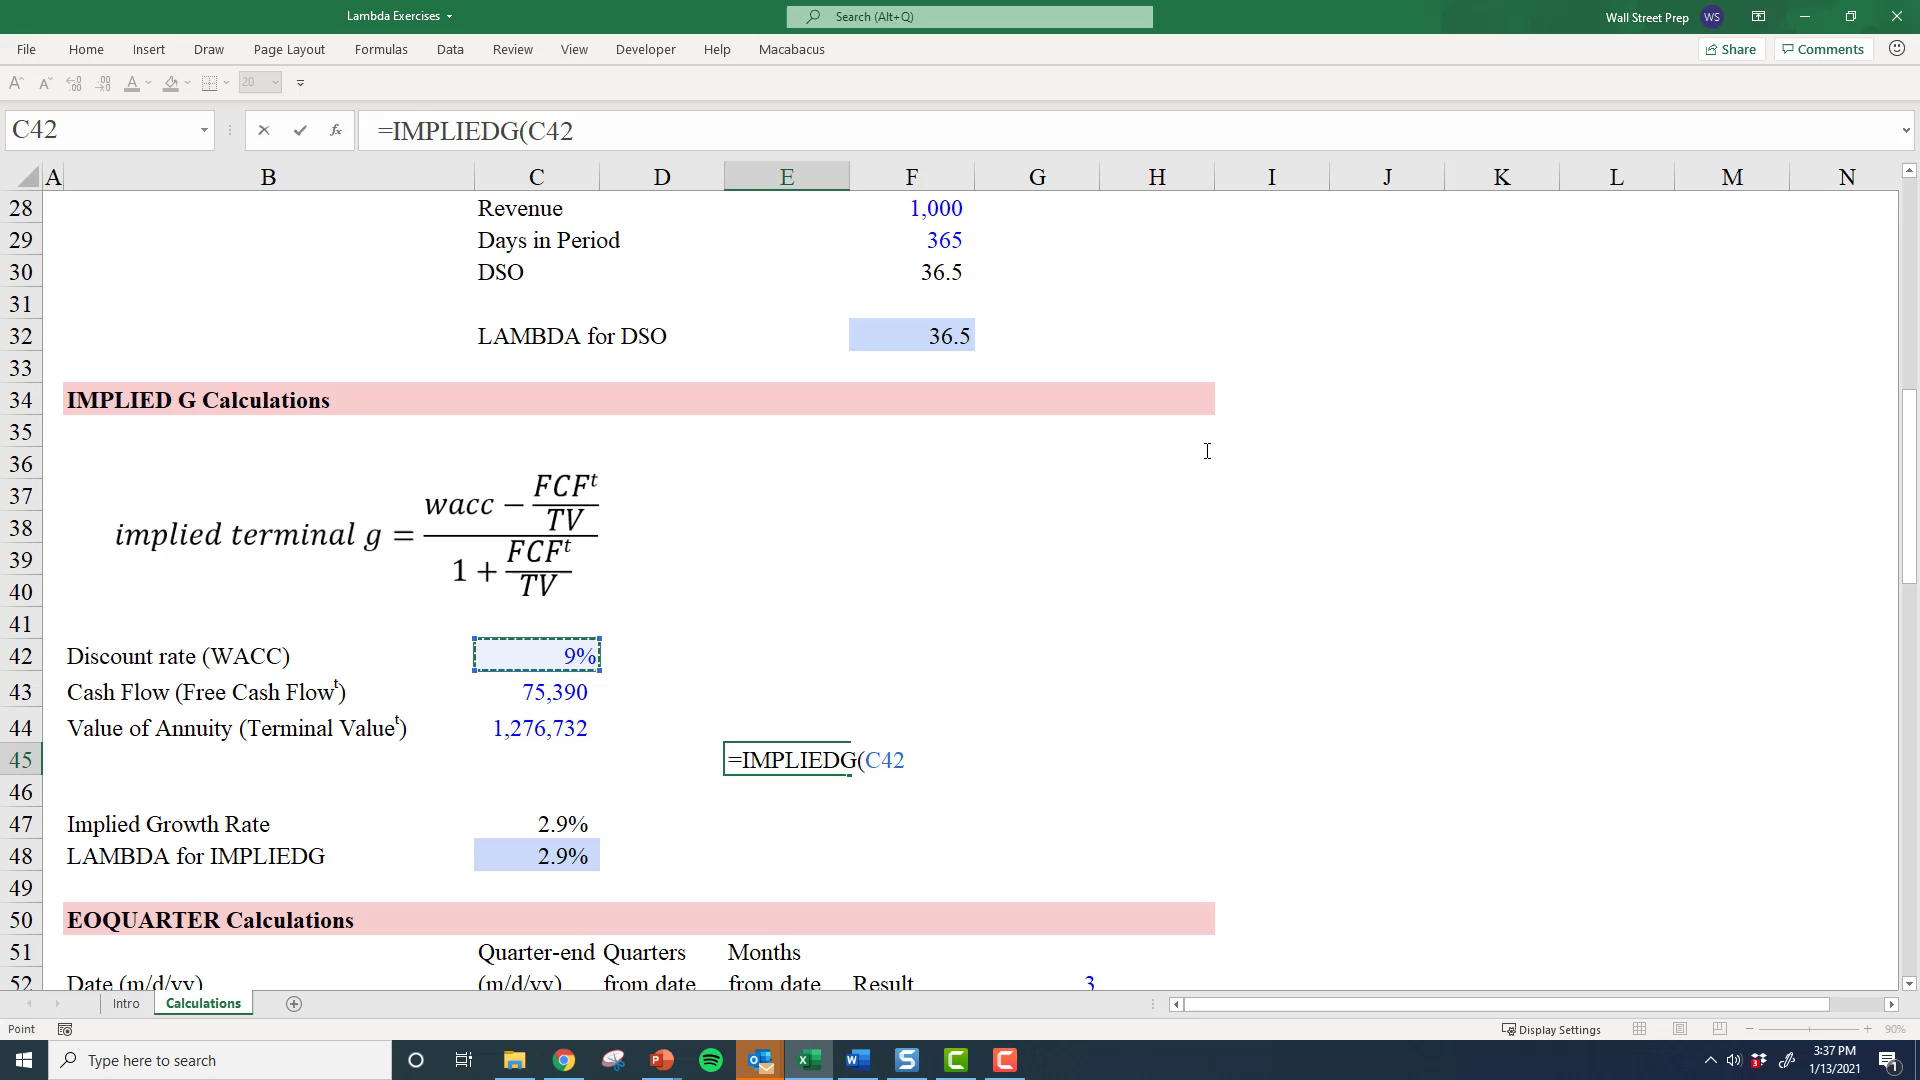 Lambda Exercises
Search (Alt+Q)
Wall Street Prep WS
File Home Insert Draw Page Layout Formulas Data Review View Developer Help Macabacus
Share Comments
20
C42 fx =IMPLIEDG(C42
A B C D E F G H I J K L M N
28 Revenue 1,000
29 Days in Period 365
30 DSO 36.5
31
32 LAMBDA for DSO 36.5
33
34 IMPLIED G Calculations
35
36
37
38
39
40
implied terminal g = (wacc − FCF^t/TV) / (1 + FCF^t/TV)
41
42 Discount rate (WACC) 9%
43 Cash Flow (Free Cash Flow^t) 75,390
44 Value of Annuity (Terminal Value^t) 1,276,732
45 =IMPLIEDG(C42
46
47 Implied Growth Rate 2.9%
48 LAMBDA for IMPLIEDG 2.9%
49
50 EOQUARTER Calculations
51 Quarter-end Quarters Months
52 Date (m/d/yy) (m/d/yy) from date from date Result 3
Intro Calculations
Point Display Settings 90%
Type here to search
3:37 PM
1/13/2021